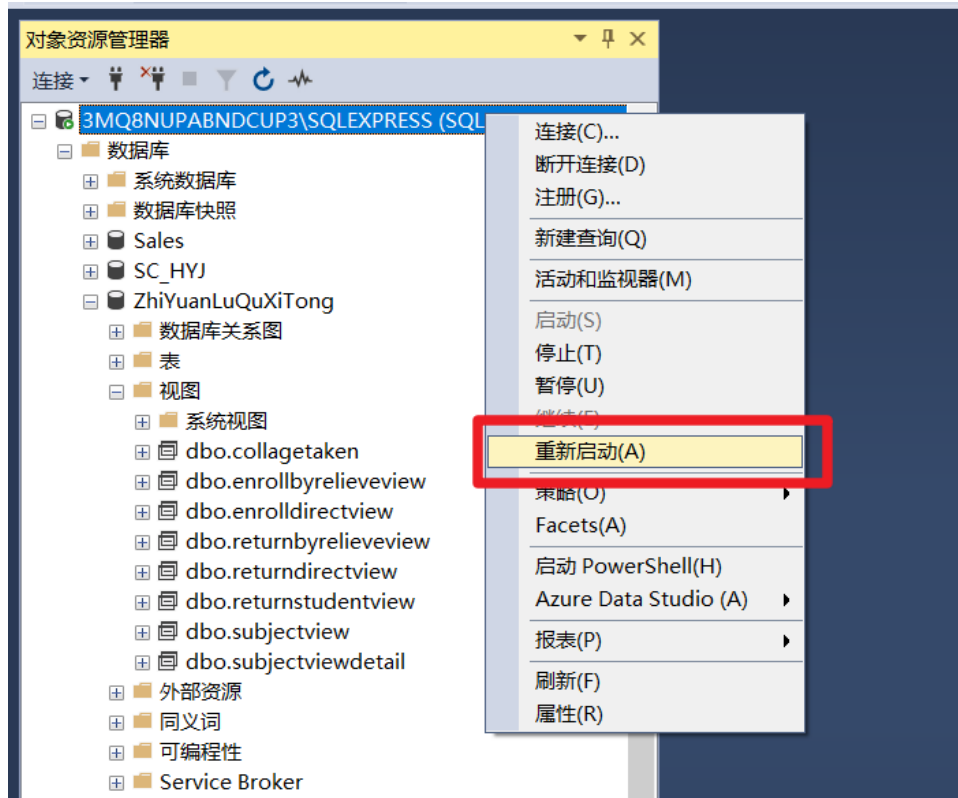 对象资源管理器
连接
3MQ8NUPABNDCUP3\SQLEXPRESS (SQL
数据库
系统数据库
数据库快照
Sales
SC_HYJ
ZhiYuanLuQuXiTong
数据库关系图
表
视图
系统视图
dbo.collagetaken
dbo.enrollbyrelieveview
dbo.enrolldirectview
dbo.returnbyrelieveview
dbo.returndirectview
dbo.returnstudentview
dbo.subjectview
dbo.subjectviewdetail
外部资源
同义词
可编程性
Service Broker
连接(C)...
断开连接(D)
注册(G)...
新建查询(Q)
活动和监视器(M)
启动(S)
停止(T)
暂停(U)
继续(E)
重新启动(A)
策略(O)
Facets(A)
启动 PowerShell(H)
Azure Data Studio (A)
报表(P)
刷新(F)
属性(R)